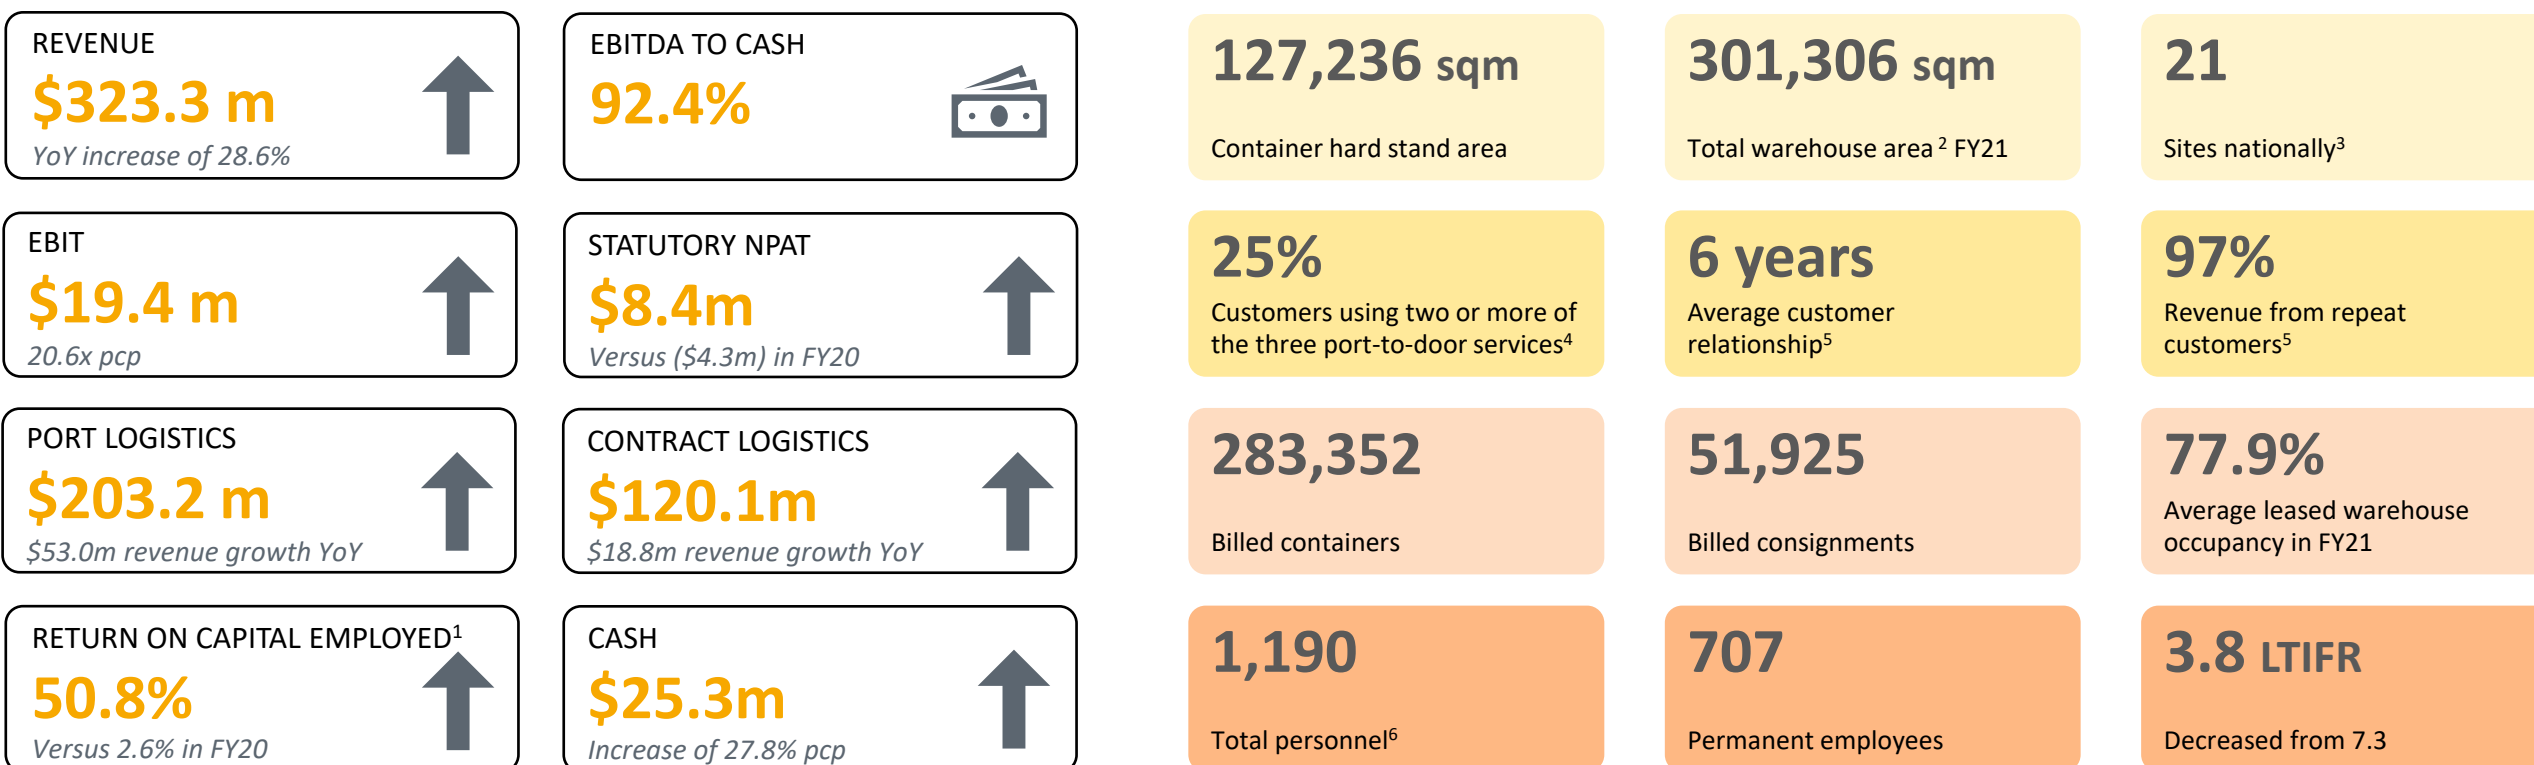 REVENUE
$323.3 m
YoY increase of 28.6%
EBITDA TO CASH
92.4%
EBIT
$19.4 m
20.6x pcp
STATUTORY NPAT
$8.4m
Versus ($4.3m) in FY20
PORT LOGISTICS
$203.2 m
$53.0m revenue growth YoY
CONTRACT LOGISTICS
$120.1m
$18.8m revenue growth YoY
RETURN ON CAPITAL EMPLOYED¹
50.8%
Versus 2.6% in FY20
CASH
$25.3m
Increase of 27.8% pcp
127,236 sqm
Container hard stand area
301,306 sqm
Total warehouse area ² FY21
21
Sites nationally³
25%
Customers using two or more of
the three port-to-door services⁴
6 years
Average customer
relationship⁵
97%
Revenue from repeat
customers⁵
283,352
Billed containers
51,925
Billed consignments
77.9%
Average leased warehouse
occupancy in FY21
1,190
Total personnel⁶
707
Permanent employees
3.8 LTIFR
Decreased from 7.3